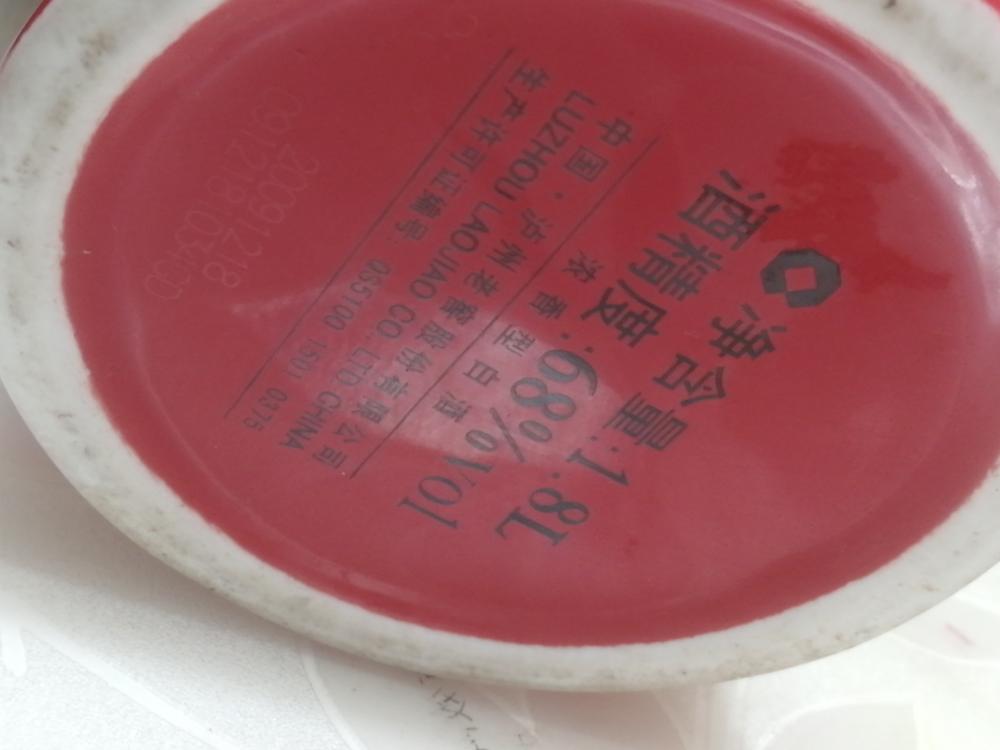 净含量:1.8L
酒精度:68%Vol
浓香型白酒
中国·泸州老窖股份有限公司
LUZHOU LAOJIAO CO., LTD.CHINA
生产许可证编号: QS5100 1501 0375
20091218